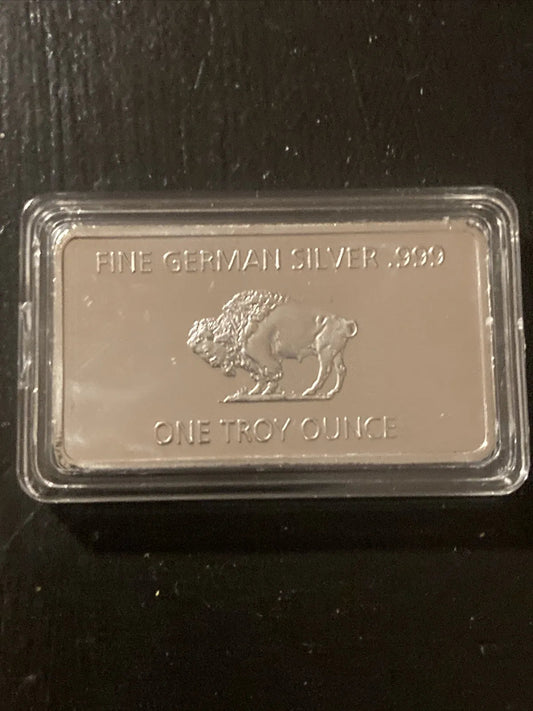 FINE GERMAN SILVER .999
ONE TROY OUNCE